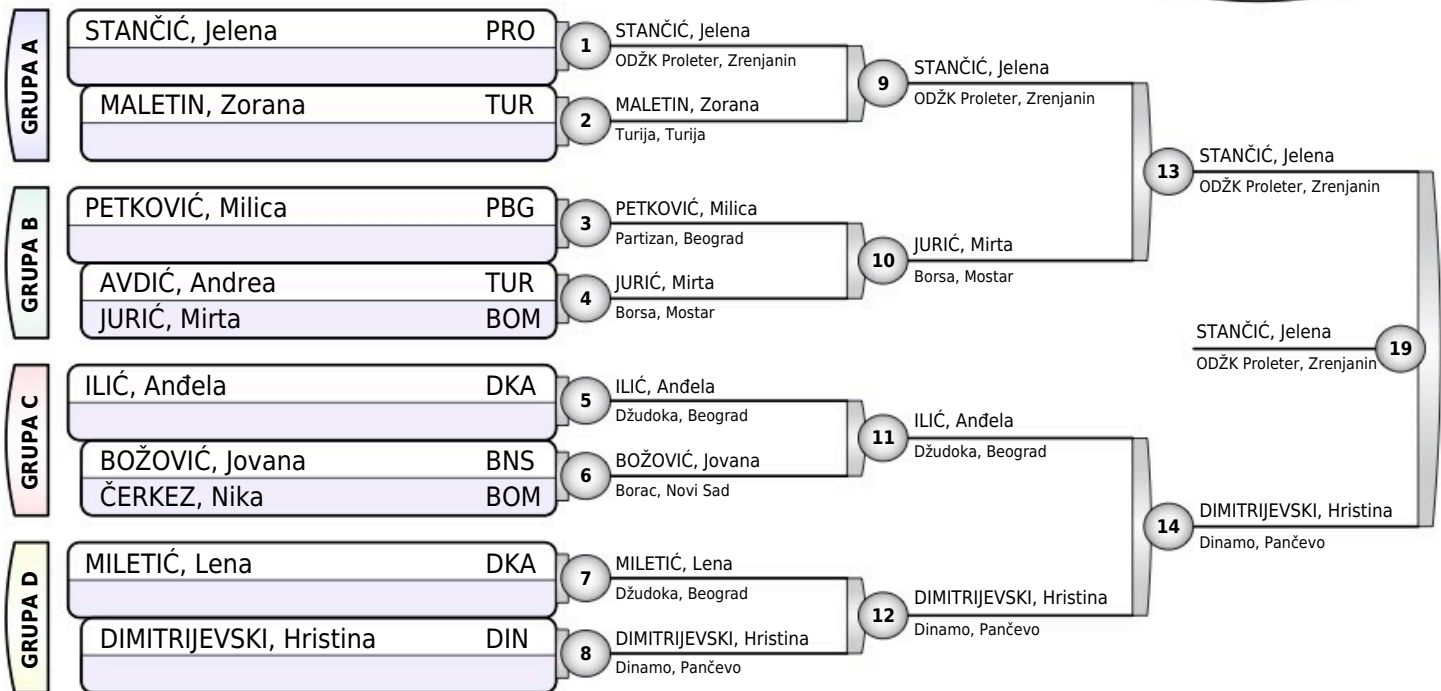 GRUPA A
STANČIĆ, Jelena PRO
MALETIN, Zorana TUR
GRUPA B
PETKOVIĆ, Milica PBG
AVDIĆ, Andrea TUR
JURIĆ, Mirta BOM
GRUPA C
ILIĆ, Anđela DKA
BOŽOVIĆ, Jovana BNS
ČERKEZ, Nika BOM
GRUPA D
MILETIĆ, Lena DKA
DIMITRIJEVSKI, Hristina DIN
1
STANČIĆ, Jelena
ODŽK Proleter, Zrenjanin
2
MALETIN, Zorana
Turija, Turija
3
PETKOVIĆ, Milica
Partizan, Beograd
4
JURIĆ, Mirta
Borsa, Mostar
5
ILIĆ, Anđela
Džudoka, Beograd
6
BOŽOVIĆ, Jovana
Borac, Novi Sad
7
MILETIĆ, Lena
Džudoka, Beograd
8
DIMITRIJEVSKI, Hristina
Dinamo, Pančevo
9
STANČIĆ, Jelena
ODŽK Proleter, Zrenjanin
10
JURIĆ, Mirta
Borsa, Mostar
11
ILIĆ, Anđela
Džudoka, Beograd
12
DIMITRIJEVSKI, Hristina
Dinamo, Pančevo
13
STANČIĆ, Jelena
ODŽK Proleter, Zrenjanin
14
DIMITRIJEVSKI, Hristina
Dinamo, Pančevo
STANČIĆ, Jelena
ODŽK Proleter, Zrenjanin
19